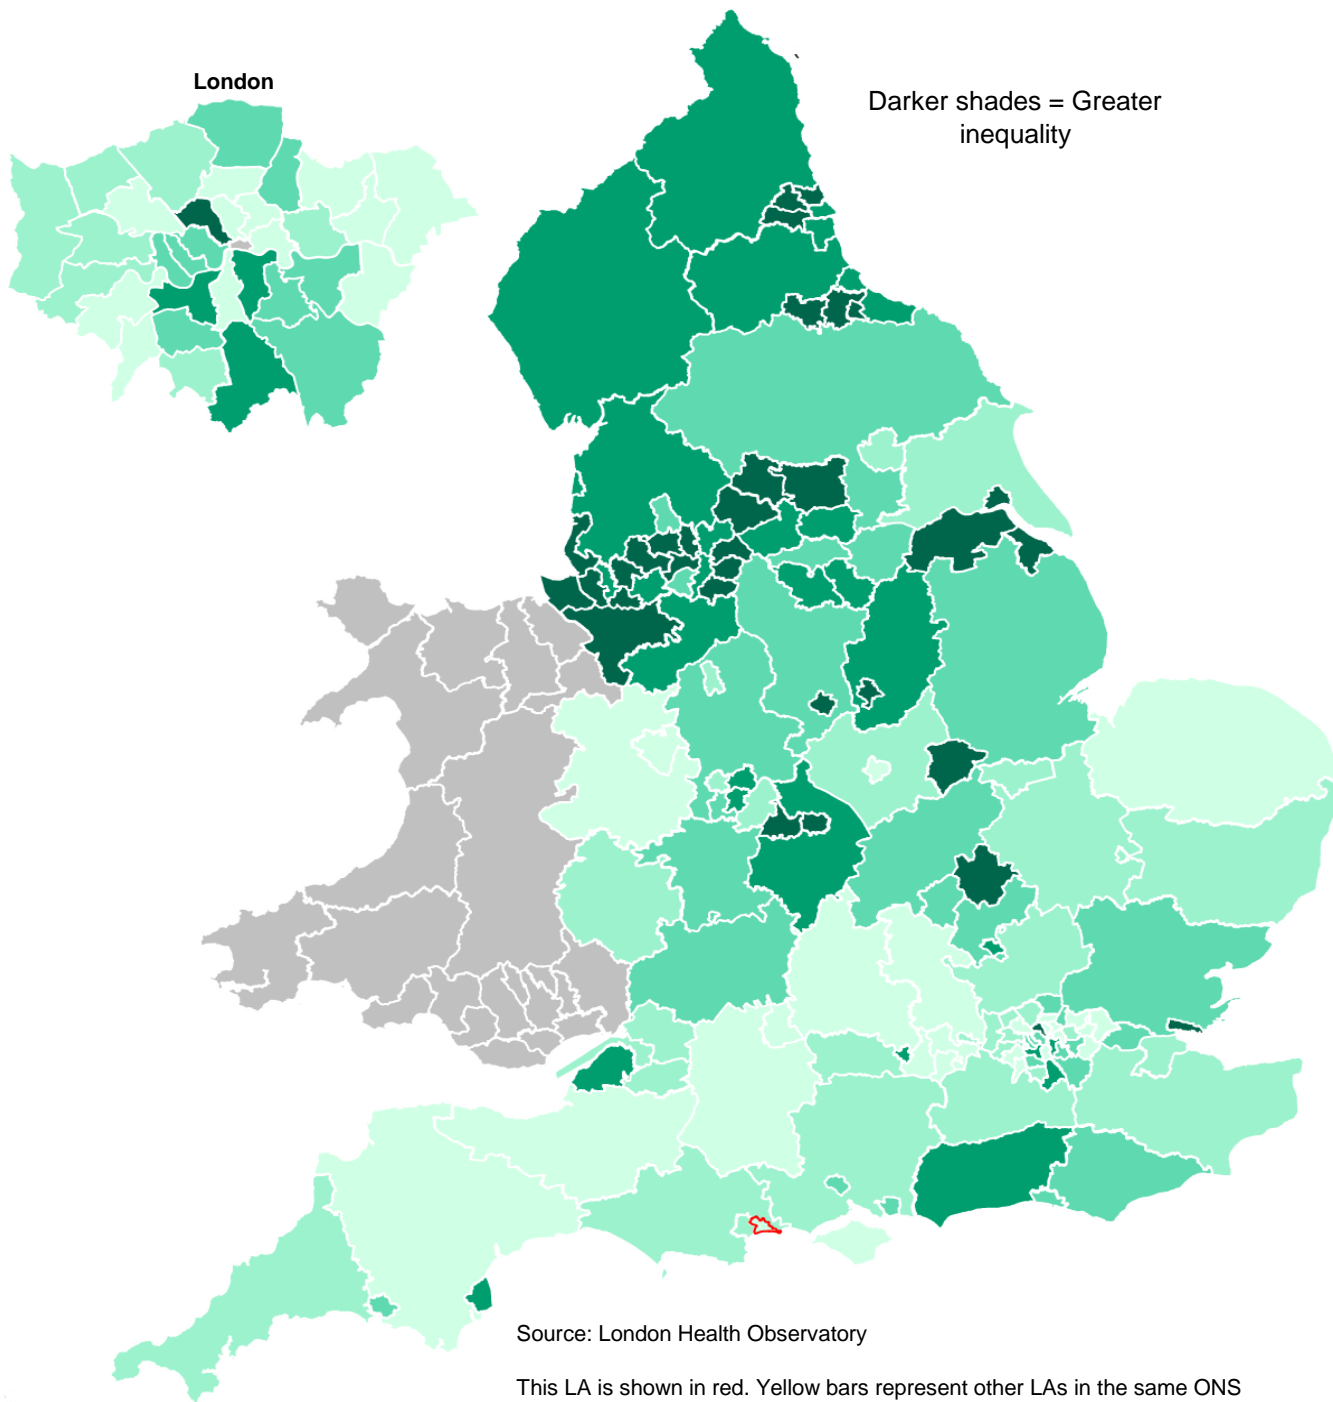 London
Darker shades = Greater
inequality
Source: London Health Observatory
This LA is shown in red. Yellow bars represent other LAs in the same ONS